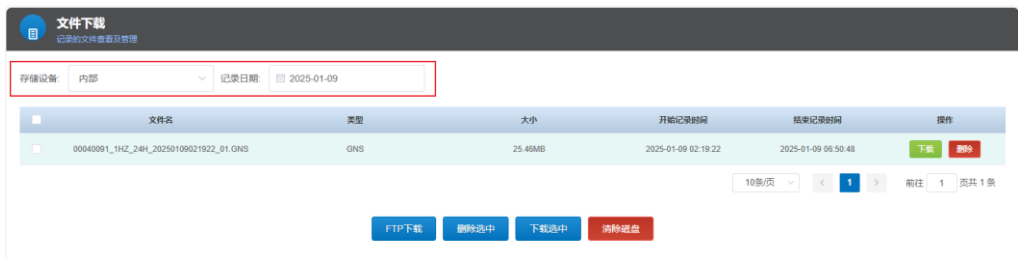 文件下载
记录的文件查看及管理
存储设备: 内部 记录日期: 2025-01-09
文件名 类型 大小 开始记录时间 结束记录时间 操作
00040091_1HZ_24H_20250109021922_01.GNS GNS 25.46MB 2025-01-09 02:19:22 2025-01-09 06:50:48 下载 删除
10条/页 1 前往 1 页共 1 条
FTP下载 删除选中 下载选中 清除磁盘